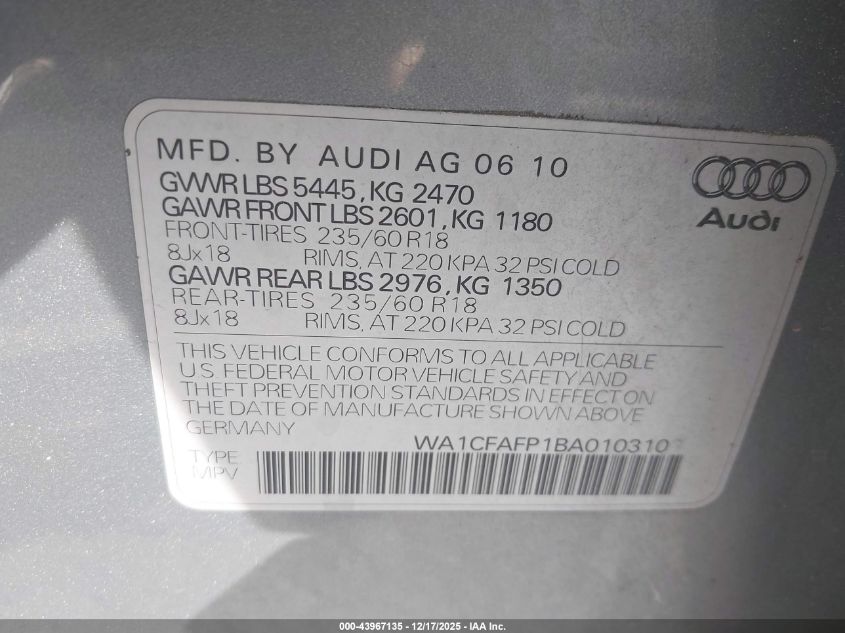 MFD. BY AUDI AG 06 10
GVWR LBS 5445, KG 2470
GAWR FRONT LBS 2601, KG 1180
FRONT-TIRES 235/60 R18
8Jx18 RIMS, AT 220 KPA 32 PSI COLD
GAWR REAR LBS 2976, KG 1350
REAR-TIRES 235/60 R18
8Jx18 RIMS, AT 220 KPA 32 PSI COLD
Audi
THIS VEHICLE CONFORMS TO ALL APPLICABLE
U.S. FEDERAL MOTOR VEHICLE SAFETY AND
THEFT PREVENTION STANDARDS IN EFFECT ON
THE DATE OF MANUFACTURE SHOWN ABOVE
GERMANY
WA1CFAFP1BA010310
TYPE
MPV
000-43967135 - 12/17/2025 - IAA Inc.